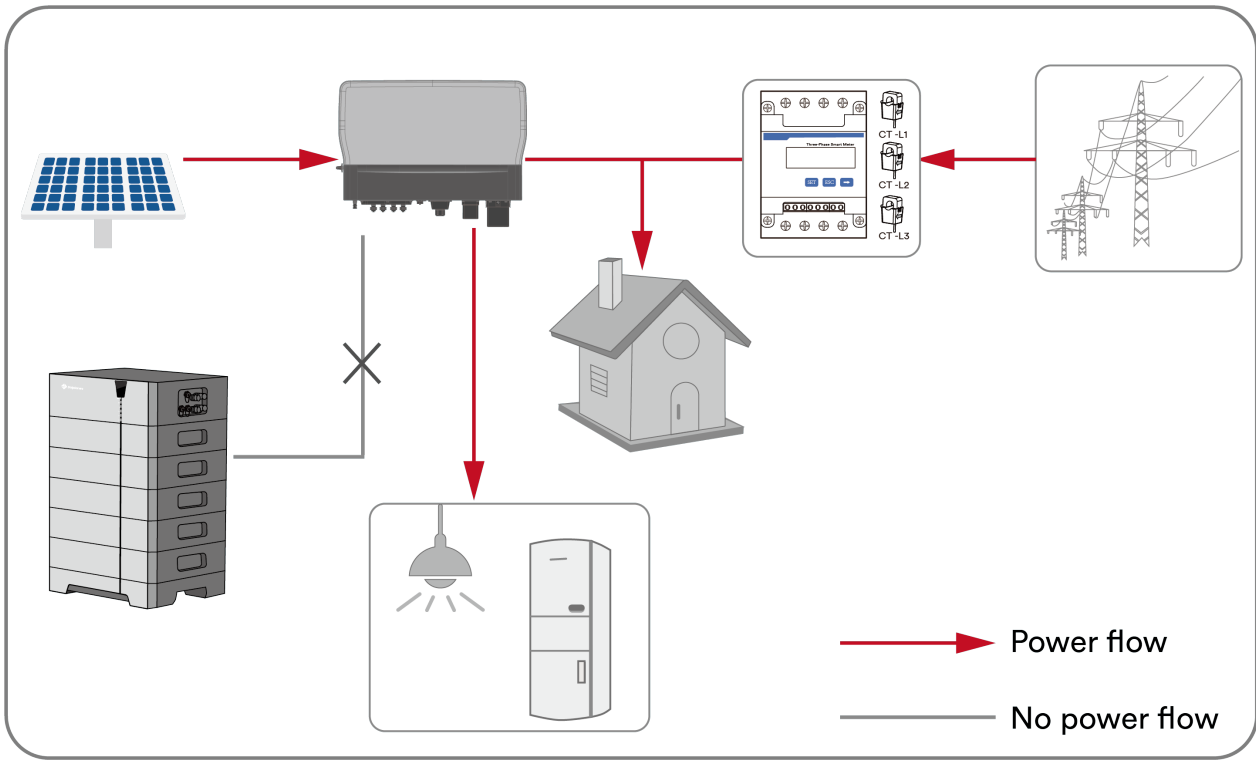 Three-Phase Smart Meter
SET ESC
CT -L1
CT -L2
CT -L3
Power flow
No power flow